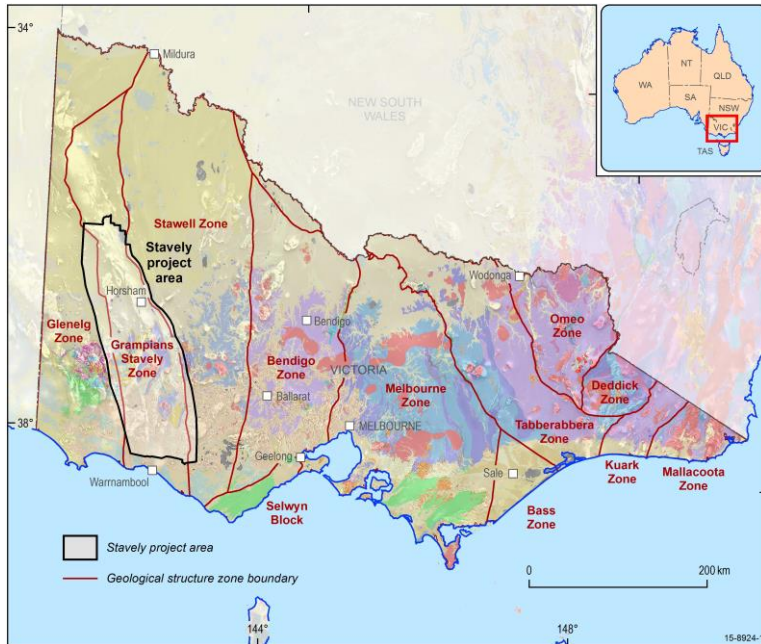 34°
Mildura
NEW SOUTH
WALES
WA
NT
QLD
SA
NSW
VIC
TAS
Stawell Zone
Stavely
project
area
Horsham
Wodonga
Omeo
Zone
Glenelg
Zone
Grampians
Stavely
Zone
Bendigo
Bendigo
Zone
VICTORIA
Melbourne
Zone
Deddick
Zone
Ballarat
38°
MELBOURNE
Tabberabbera
Zone
Geelong
Warrnambool
Sale
Kuark
Zone
Mallacoota
Zone
Selwyn
Block
Bass
Zone
Stavely project area
Geological structure zone boundary
0
200 km
144°
148°
15-8924-1